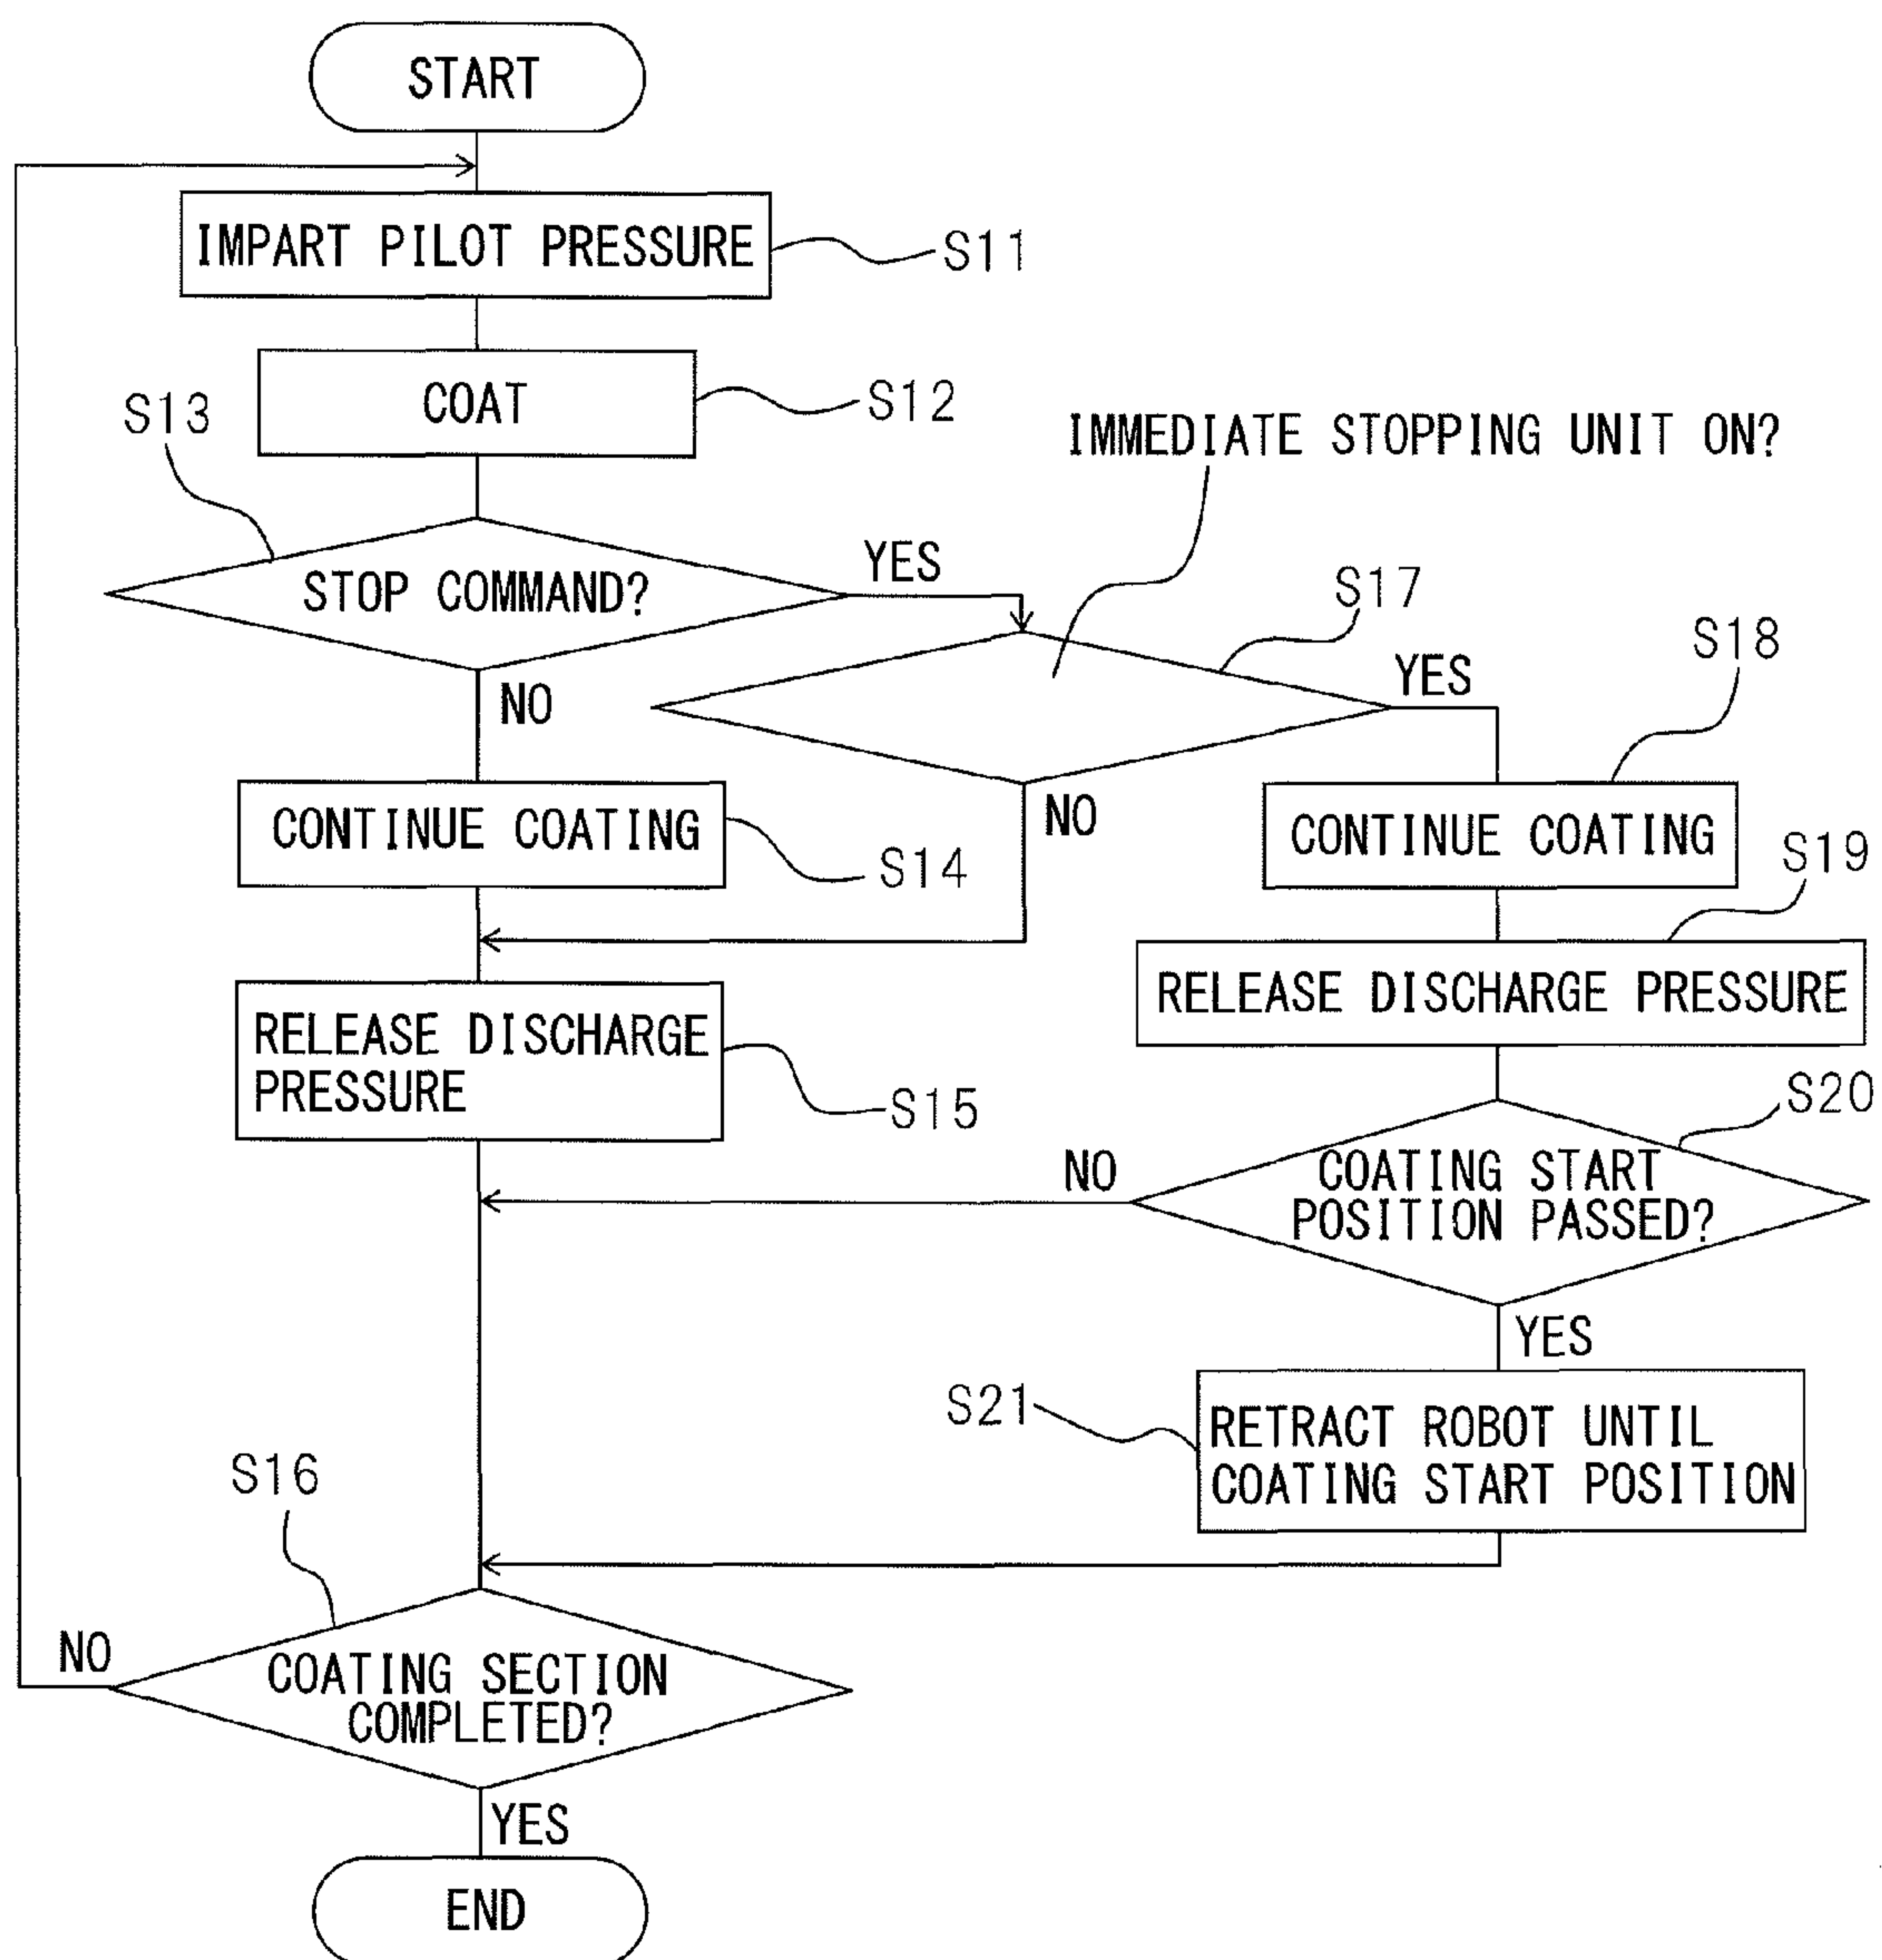 START
IMPART PILOT PRESSURE
S11
COAT
S12
S13
IMMEDIATE STOPPING UNIT ON?
STOP COMMAND?
YES
S17
S18
NO
YES
CONTINUE COATING
S14
NO
CONTINUE COATING
S19
RELEASE DISCHARGE
PRESSURE
S15
RELEASE DISCHARGE PRESSURE
S20
NO
COATING START
POSITION PASSED?
YES
S21
RETRACT ROBOT UNTIL
COATING START POSITION
S16
NO
COATING SECTION
COMPLETED?
YES
END